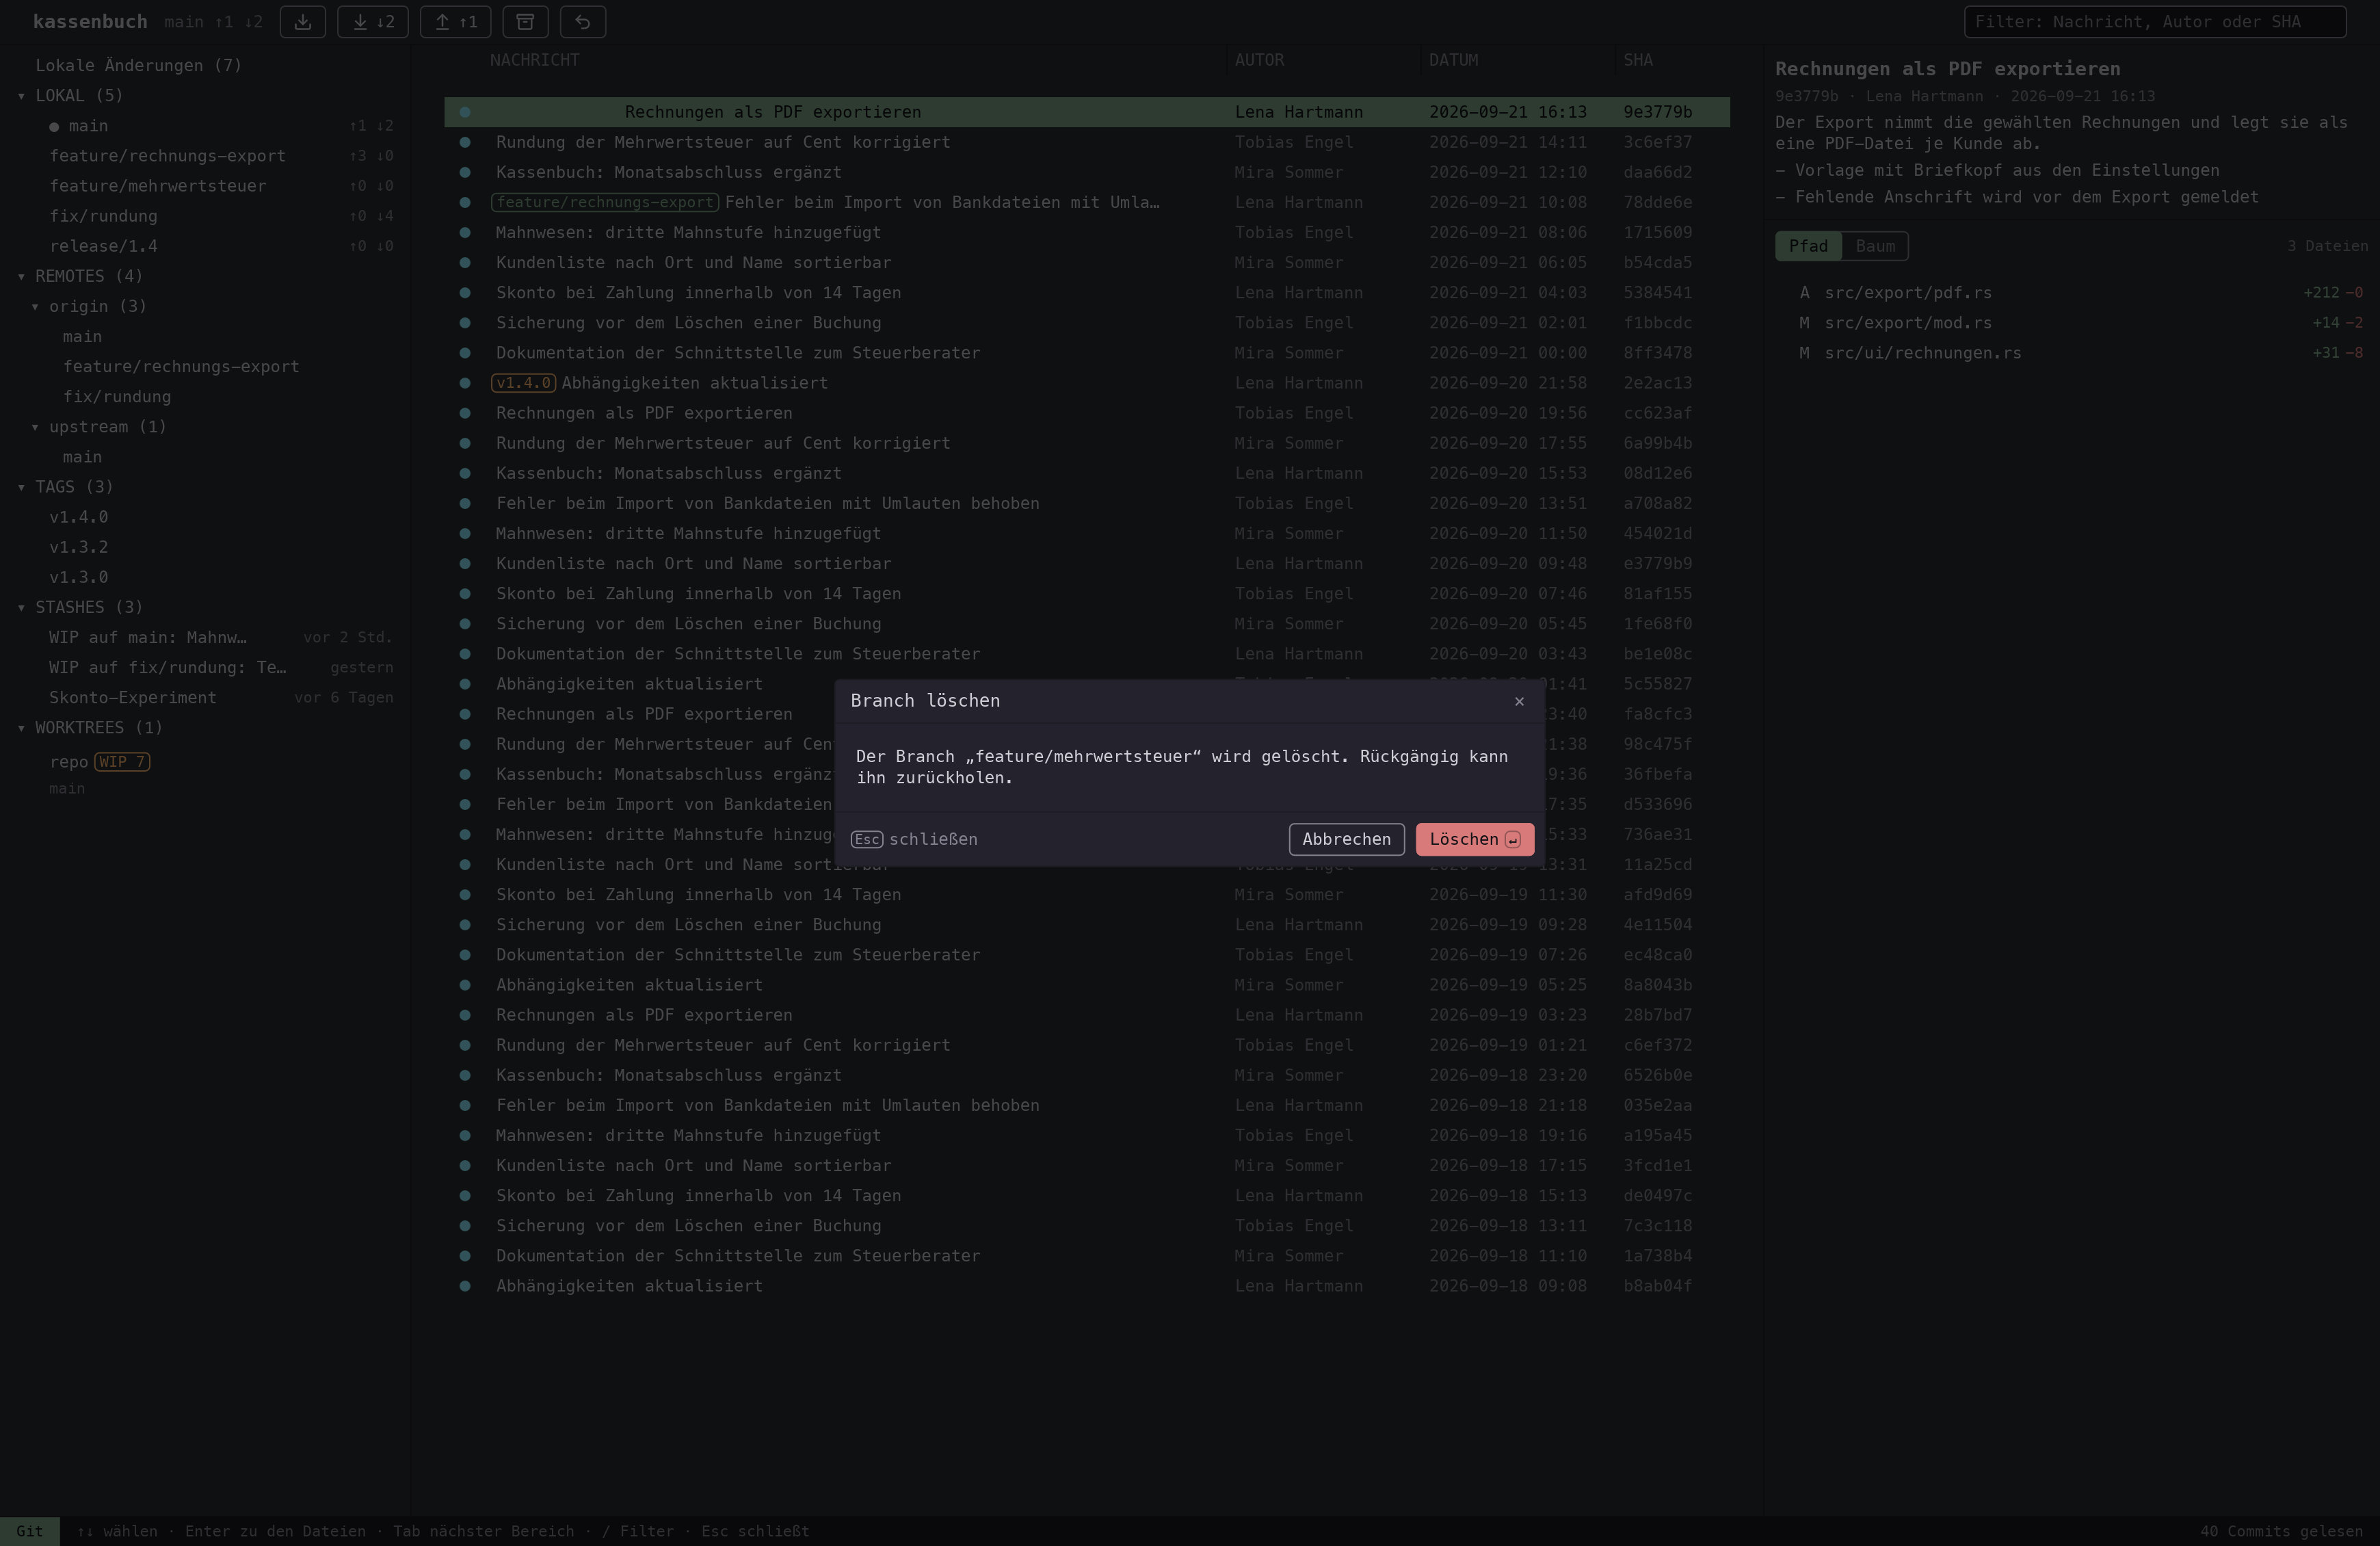 kassenbuch main ↑1 ↓2 ↓2 ↑1 Filter: Nachricht, Autor oder SHA
Lokale Änderungen (7)
▾ LOKAL (5)
● main ↑1 ↓2
feature/rechnungs-export ↑3 ↓0
feature/mehrwertsteuer ↑0 ↓0
fix/rundung ↑0 ↓4
release/1.4 ↑0 ↓0
▾ REMOTES (4)
▾ origin (3)
main
feature/rechnungs-export
fix/rundung
▾ upstream (1)
main
▾ TAGS (3)
v1.4.0
v1.3.2
v1.3.0
▾ STASHES (3)
WIP auf main: Mahnw… vor 2 Std.
WIP auf fix/rundung: Te… gestern
Skonto-Experiment vor 6 Tagen
▾ WORKTREES (1)
repo WIP 7
main
NACHRICHT AUTOR DATUM SHA
Rechnungen als PDF exportieren Lena Hartmann 2026-09-21 16:13 9e3779b
Rundung der Mehrwertsteuer auf Cent korrigiert Tobias Engel 2026-09-21 14:11 3c6ef37
Kassenbuch: Monatsabschluss ergänzt Mira Sommer 2026-09-21 12:10 daa66d2
feature/rechnungs-export Fehler beim Import von Bankdateien mit Umla… Lena Hartmann 2026-09-21 10:08 78dde6e
Mahnwesen: dritte Mahnstufe hinzugefügt Tobias Engel 2026-09-21 08:06 1715609
Kundenliste nach Ort und Name sortierbar Mira Sommer 2026-09-21 06:05 b54cda5
Skonto bei Zahlung innerhalb von 14 Tagen Lena Hartmann 2026-09-21 04:03 5384541
Sicherung vor dem Löschen einer Buchung Tobias Engel 2026-09-21 02:01 f1bbcdc
Dokumentation der Schnittstelle zum Steuerberater Mira Sommer 2026-09-21 00:00 8ff3478
v1.4.0 Abhängigkeiten aktualisiert Lena Hartmann 2026-09-20 21:58 2e2ac13
Rechnungen als PDF exportieren Tobias Engel 2026-09-20 19:56 cc623af
Rundung der Mehrwertsteuer auf Cent korrigiert Mira Sommer 2026-09-20 17:55 6a99b4b
Kassenbuch: Monatsabschluss ergänzt Lena Hartmann 2026-09-20 15:53 08d12e6
Fehler beim Import von Bankdateien mit Umlauten behoben Tobias Engel 2026-09-20 13:51 a708a82
Mahnwesen: dritte Mahnstufe hinzugefügt Mira Sommer 2026-09-20 11:50 454021d
Kundenliste nach Ort und Name sortierbar Lena Hartmann 2026-09-20 09:48 e3779b9
Skonto bei Zahlung innerhalb von 14 Tagen Tobias Engel 2026-09-20 07:46 81af155
Sicherung vor dem Löschen einer Buchung Mira Sommer 2026-09-20 05:45 1fe68f0
Dokumentation der Schnittstelle zum Steuerberater Lena Hartmann 2026-09-20 03:43 be1e08c
Abhängigkeiten aktualisiert 01:41 5c55827
Rechnungen als PDF exportieren 23:40 fa8cfc3
Rundung der Mehrwertsteuer auf Cent 21:38 98c475f
Kassenbuch: Monatsabschluss ergänzt 19:36 36fbefa
Fehler beim Import von Bankdateien 17:35 d533696
Mahnwesen: dritte Mahnstufe 15:33 736ae31
Kundenliste nach Ort und Name sortierbar Tobias Engel 13:31 11a25cd
Skonto bei Zahlung innerhalb von 14 Tagen Mira Sommer 2026-09-19 11:30 afd9d69
Sicherung vor dem Löschen einer Buchung Lena Hartmann 2026-09-19 09:28 4e11504
Dokumentation der Schnittstelle zum Steuerberater Tobias Engel 2026-09-19 07:26 ec48ca0
Abhängigkeiten aktualisiert Mira Sommer 2026-09-19 05:25 8a8043b
Rechnungen als PDF exportieren Lena Hartmann 2026-09-19 03:23 28b7bd7
Rundung der Mehrwertsteuer auf Cent korrigiert Tobias Engel 2026-09-19 01:21 c6ef372
Kassenbuch: Monatsabschluss ergänzt Mira Sommer 2026-09-18 23:20 6526b0e
Fehler beim Import von Bankdateien mit Umlauten behoben Lena Hartmann 2026-09-18 21:18 035e2aa
Mahnwesen: dritte Mahnstufe hinzugefügt Tobias Engel 2026-09-18 19:16 a195a45
Kundenliste nach Ort und Name sortierbar Mira Sommer 2026-09-18 17:15 3fcd1e1
Skonto bei Zahlung innerhalb von 14 Tagen Lena Hartmann 2026-09-18 15:13 de0497c
Sicherung vor dem Löschen einer Buchung Tobias Engel 2026-09-18 13:11 7c3c118
Dokumentation der Schnittstelle zum Steuerberater Mira Sommer 2026-09-18 11:10 1a738b4
Abhängigkeiten aktualisiert Lena Hartmann 2026-09-18 09:08 b8ab04f
Branch löschen ×
Der Branch „feature/mehrwertsteuer“ wird gelöscht. Rückgängig kann
ihn zurückholen.
Esc schließen Abbrechen Löschen ↵
Rechnungen als PDF exportieren
9e3779b · Lena Hartmann · 2026-09-21 16:13
Der Export nimmt die gewählten Rechnungen und legt sie als
eine PDF-Datei je Kunde ab.
- Vorlage mit Briefkopf aus den Einstellungen
- Fehlende Anschrift wird vor dem Export gemeldet
Pfad Baum 3 Dateien
A src/export/pdf.rs +212 -0
M src/export/mod.rs +14 -2
M src/ui/rechnungen.rs +31 -8
Git ↑↓ wählen · Enter zu den Dateien · Tab nächster Bereich · / Filter · Esc schließt 40 Commits gelesen